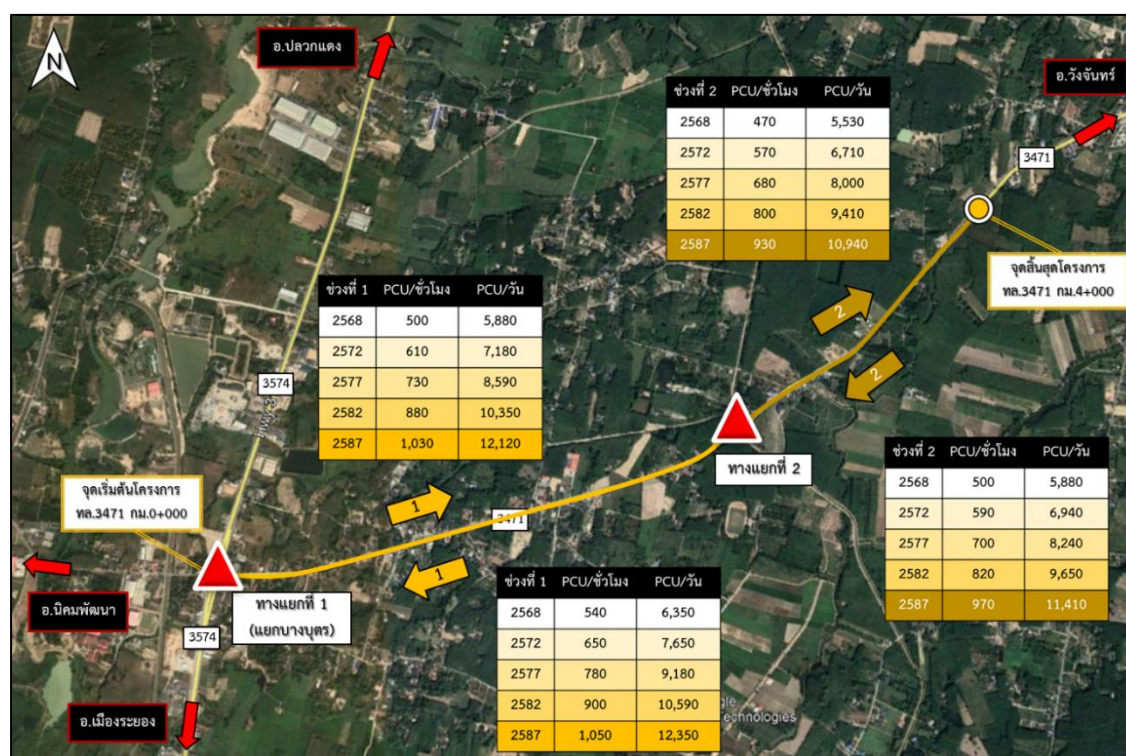 N
อ.ปลวกแดง
อ.วังจันทร์
ช่วงที่ 2 PCU/ชั่วโมง PCU/วัน
2568 470 5,530
2572 570 6,710
2577 680 8,000
2582 800 9,410
2587 930 10,940
3471
จุดสิ้นสุดโครงการ
ทล.3471 กม.4+000
ช่วงที่ 1 PCU/ชั่วโมง PCU/วัน
2568 500 5,880
2572 610 7,180
2577 730 8,590
2582 880 10,350
2587 1,030 12,120
3574
2
2
ทางแยกที่ 2
จุดเริ่มต้นโครงการ
ทล.3471 กม.0+000
1
3471
1
ช่วงที่ 2 PCU/ชั่วโมง PCU/วัน
2568 500 5,880
2572 590 6,940
2577 700 8,240
2582 820 9,650
2587 970 11,410
อ.นิคมพัฒนา
ทางแยกที่ 1
(แยกบางบุตร)
3574
ช่วงที่ 1 PCU/ชั่วโมง PCU/วัน
2568 540 6,350
2572 650 7,650
2577 780 9,180
2582 900 10,590
2587 1,050 12,350
อ.เมืองระยอง